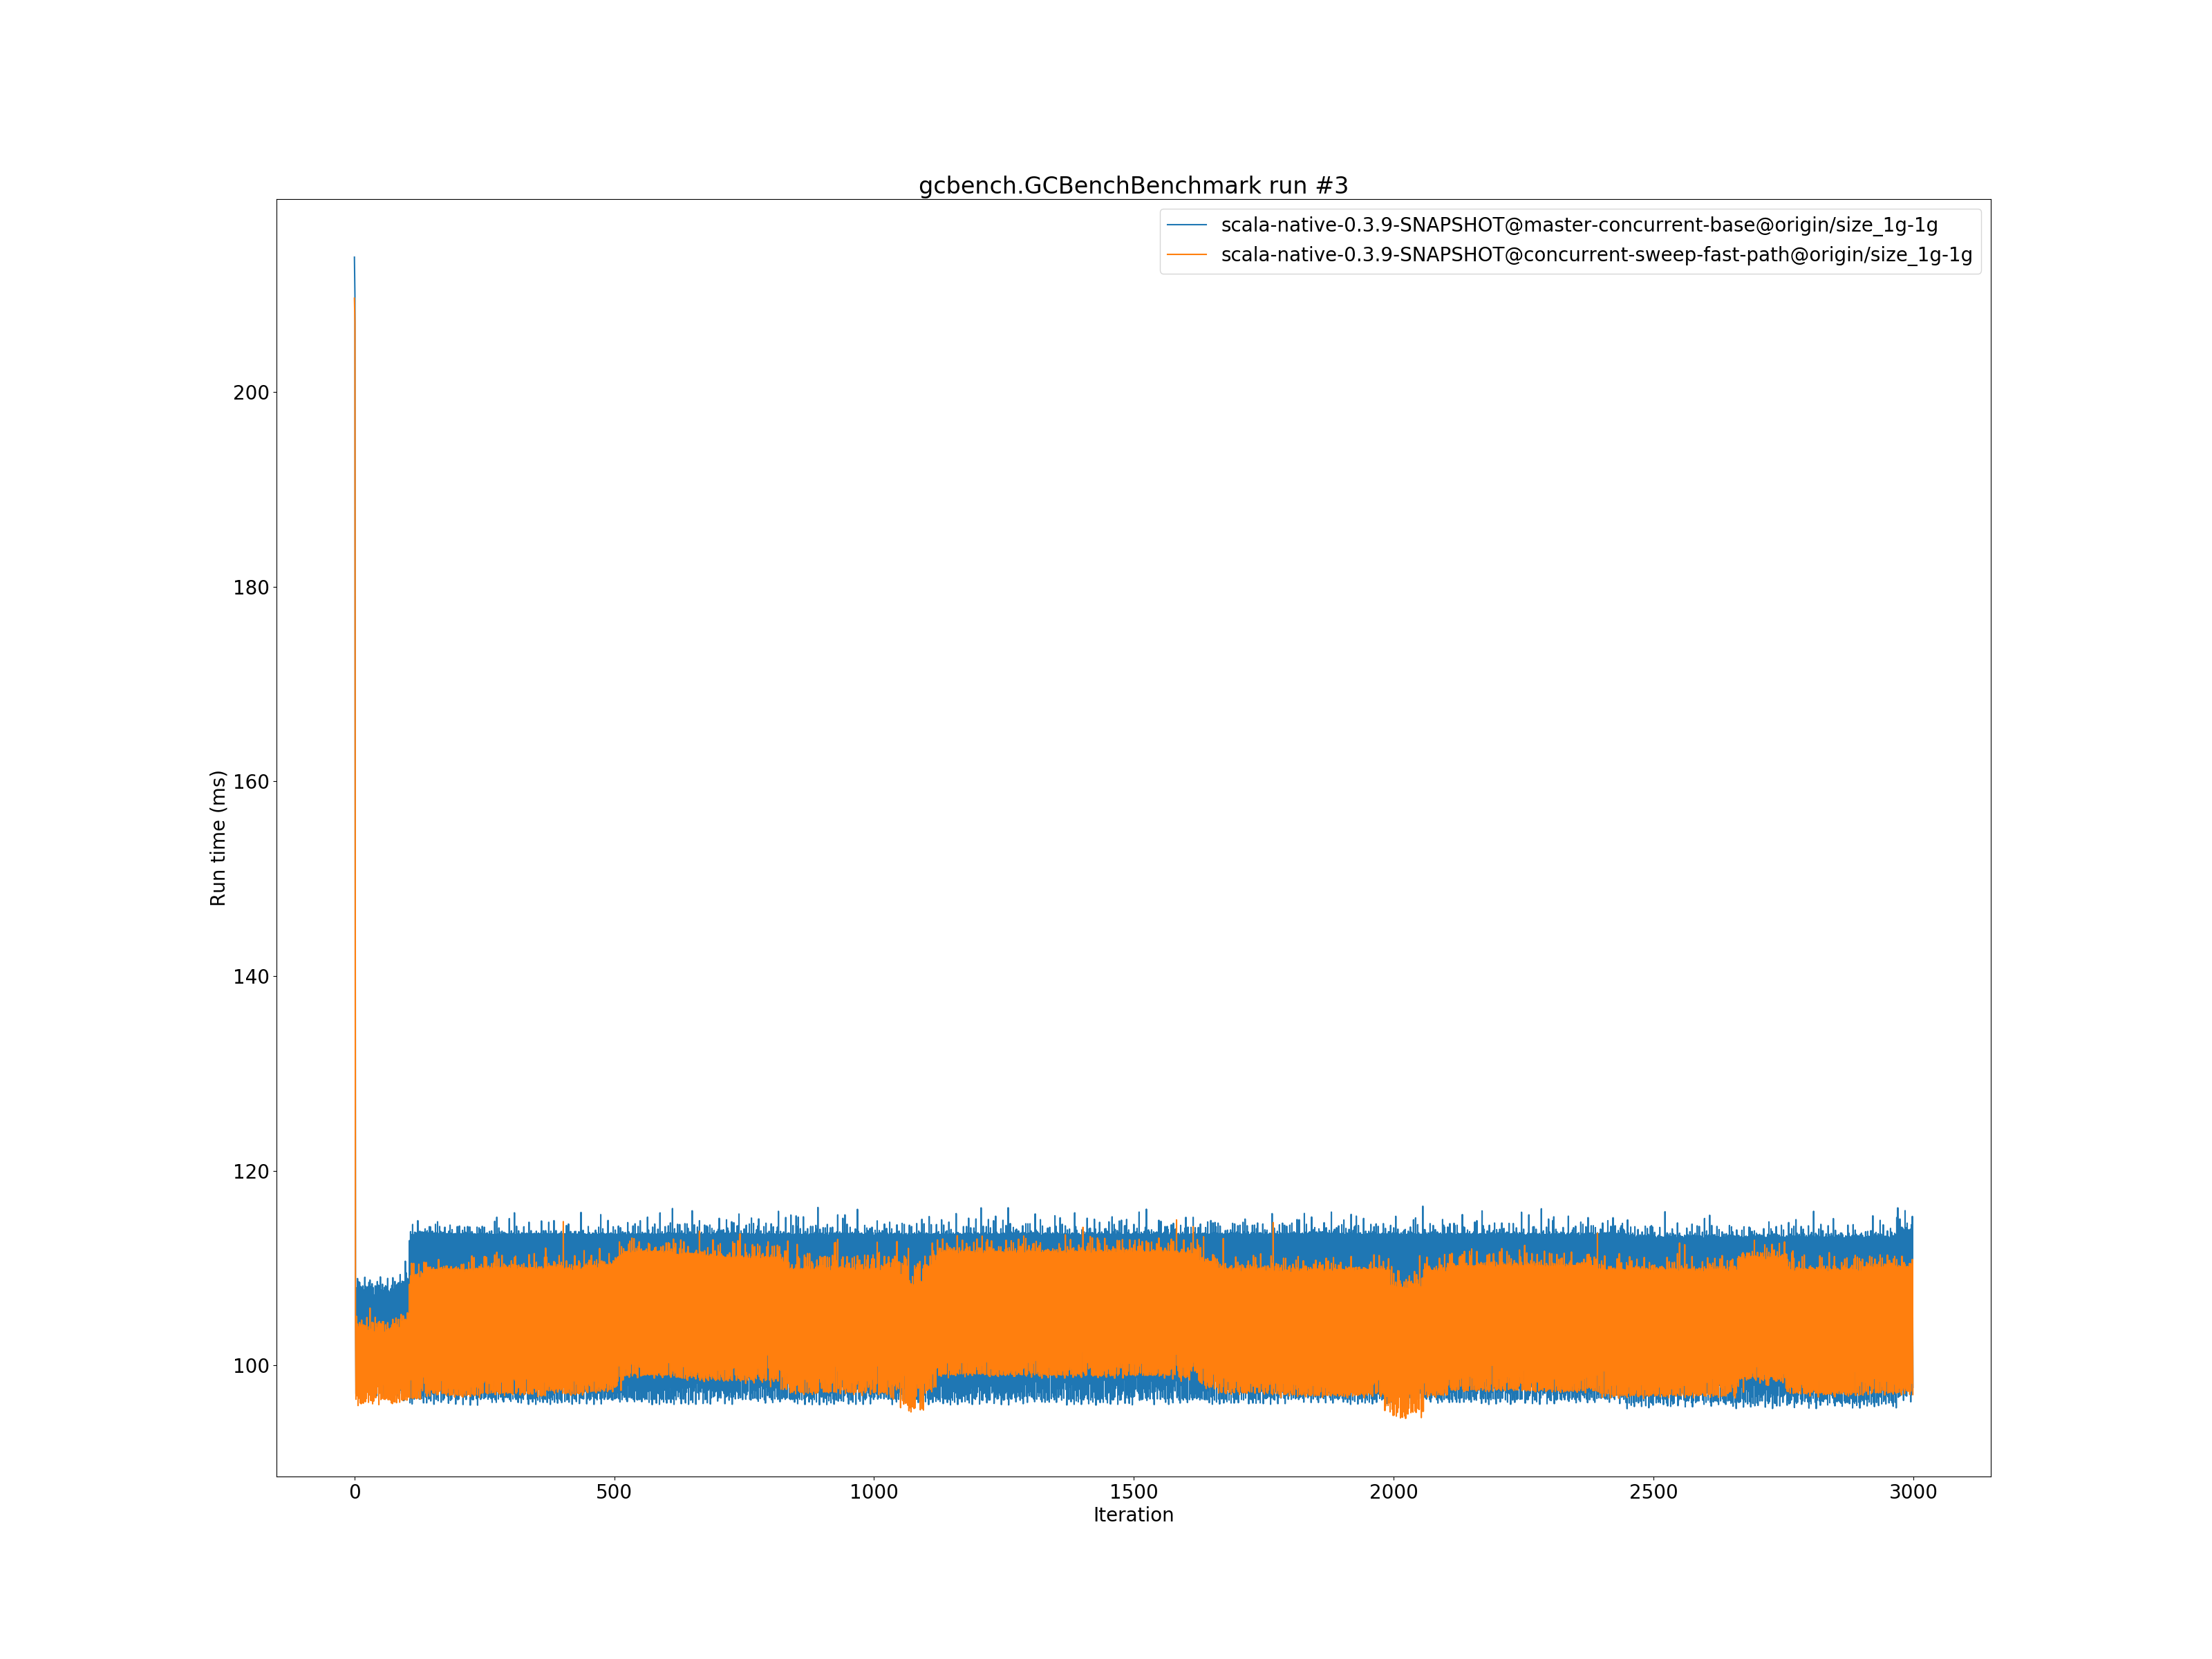 gcbench.GCBenchBenchmark run #3
scala-native-0.3.9-SNAPSHOT@master-concurrent-base@origin/size_1g-1g
scala-native-0.3.9-SNAPSHOT@concurrent-sweep-fast-path@origin/size_1g-1g
200
180
160
140
120
100
Run time (ms)
0 500 1000 1500 2000 2500 3000
Iteration